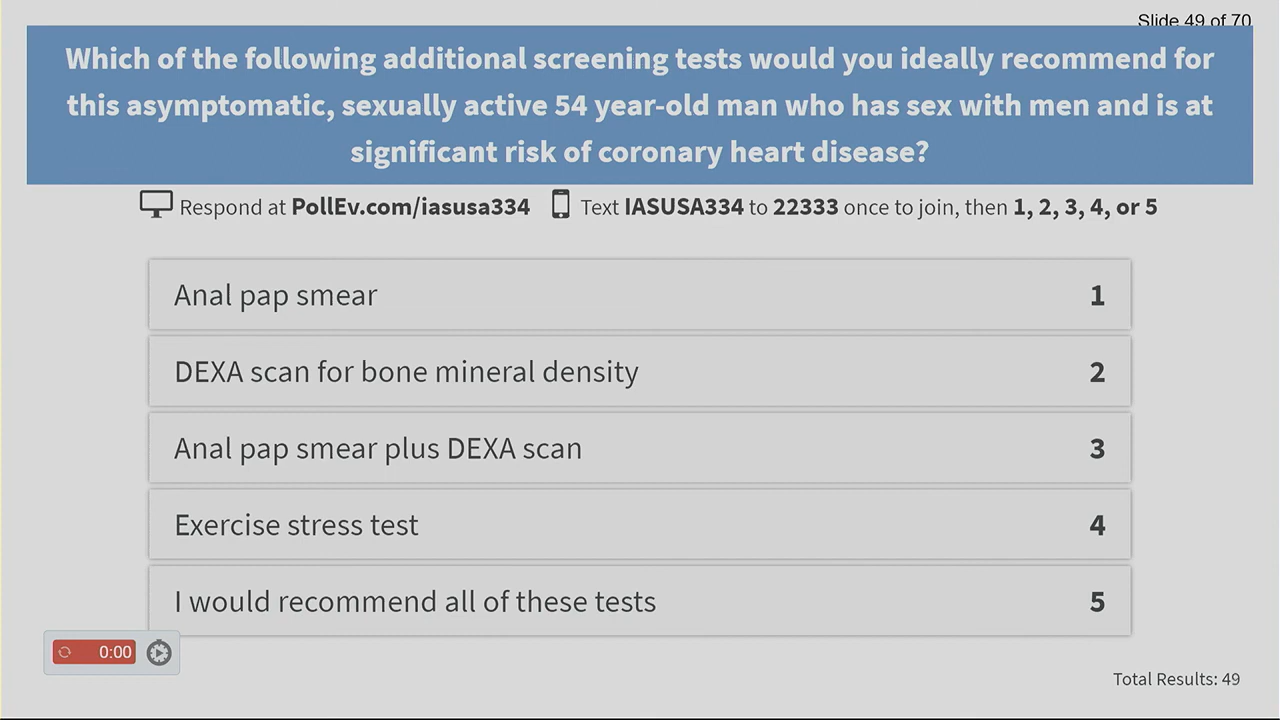 Slide 49 of 70
Which of the following additional screening tests would you ideally recommend for
this asymptomatic, sexually active 54 year-old man who has sex with men and is at
significant risk of coronary heart disease?
Respond at PollEv.com/iasusa334 Text IASUSA334 to 22333 once to join, then 1, 2, 3, 4, or 5
Anal pap smear 1
DEXA scan for bone mineral density 2
Anal pap smear plus DEXA scan 3
Exercise stress test 4
I would recommend all of these tests 5
0:00
Total Results: 49